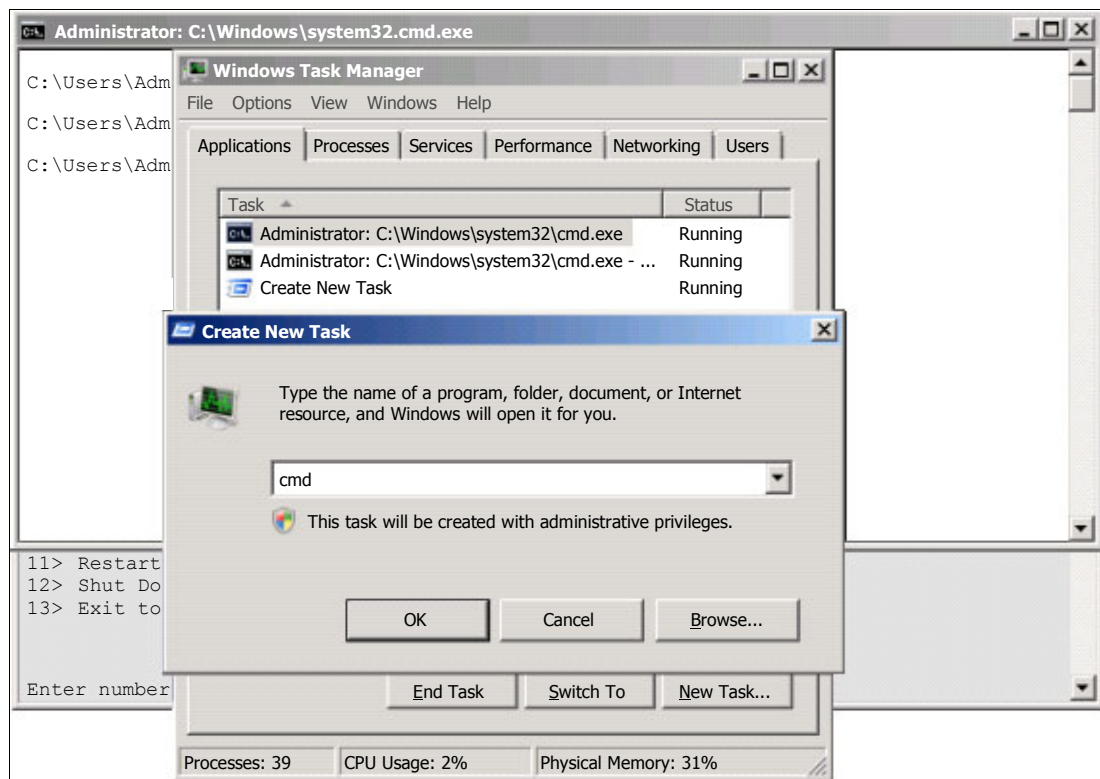 Administrator: C:\Windows\system32.cmd.exe
C:\Users\Adm
C:\Users\Adm
C:\Users\Adm
Windows Task Manager
File Options View Windows Help
Applications Processes Services Performance Networking Users
Task Status
Administrator: C:\Windows\system32\cmd.exe Running
Administrator: C:\Windows\system32\cmd.exe - ... Running
Create New Task Running
Create New Task
Type the name of a program, folder, document, or Internet
resource, and Windows will open it for you.
cmd
This task will be created with administrative privileges.
OK Cancel Browse...
11> Restart
12> Shut Do
13> Exit to
Enter number
End Task Switch To New Task...
Processes: 39 CPU Usage: 2% Physical Memory: 31%